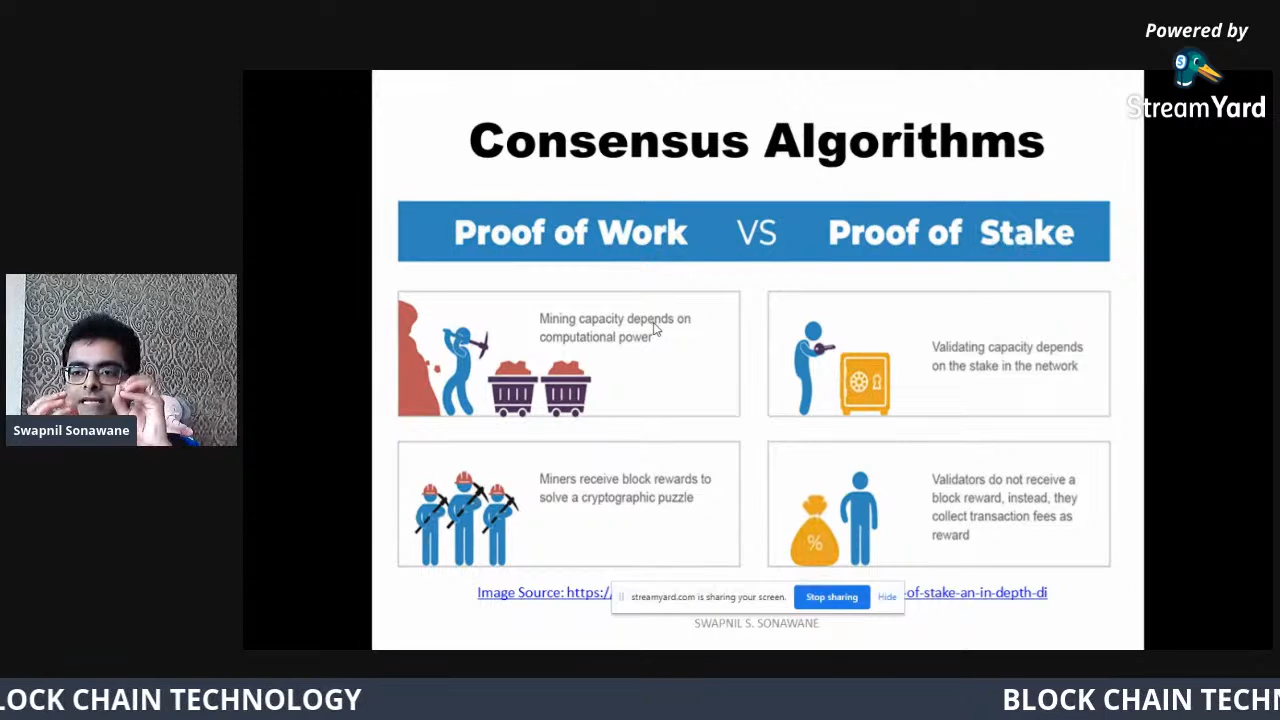 Powered by
StreamYard
Consensus Algorithms
Proof of Work VS Proof of Stake
Mining capacity depends on
computational power
Validating capacity depends
on the stake in the network
Swapnil Sonawane
Miners receive block rewards to
solve a cryptographic puzzle
Validators do not receive a
block reward, instead, they
collect transaction fees as
reward
%
Image Source: https:/
-of-stake-an-in-depth-di
streamyard.com is sharing your screen. Stop sharing Hide
SWAPNIL S. SONAWANE
LOCK CHAIN TECHNOLOGY
BLOCK CHAIN TECH